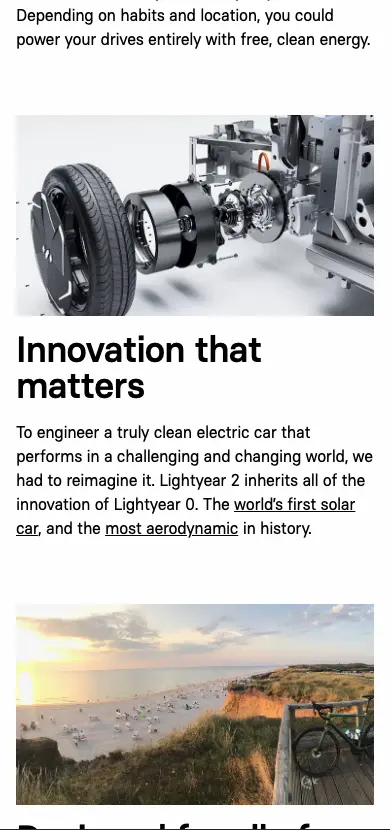 Depending on habits and location, you could
power your drives entirely with free, clean energy.
Innovation that
matters
To engineer a truly clean electric car that
performs in a challenging and changing world, we
had to reimagine it. Lightyear 2 inherits all of the
innovation of Lightyear 0. The world’s first solar
car, and the most aerodynamic in history.